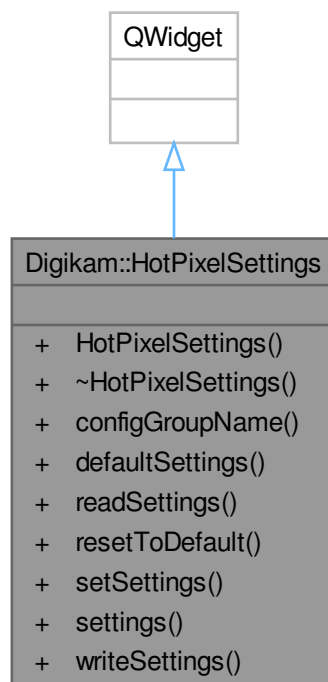 QWidget
Digikam::HotPixelSettings
+ HotPixelSettings()
+ ~HotPixelSettings()
+ configGroupName()
+ defaultSettings()
+ readSettings()
+ resetToDefault()
+ setSettings()
+ settings()
+ writeSettings()